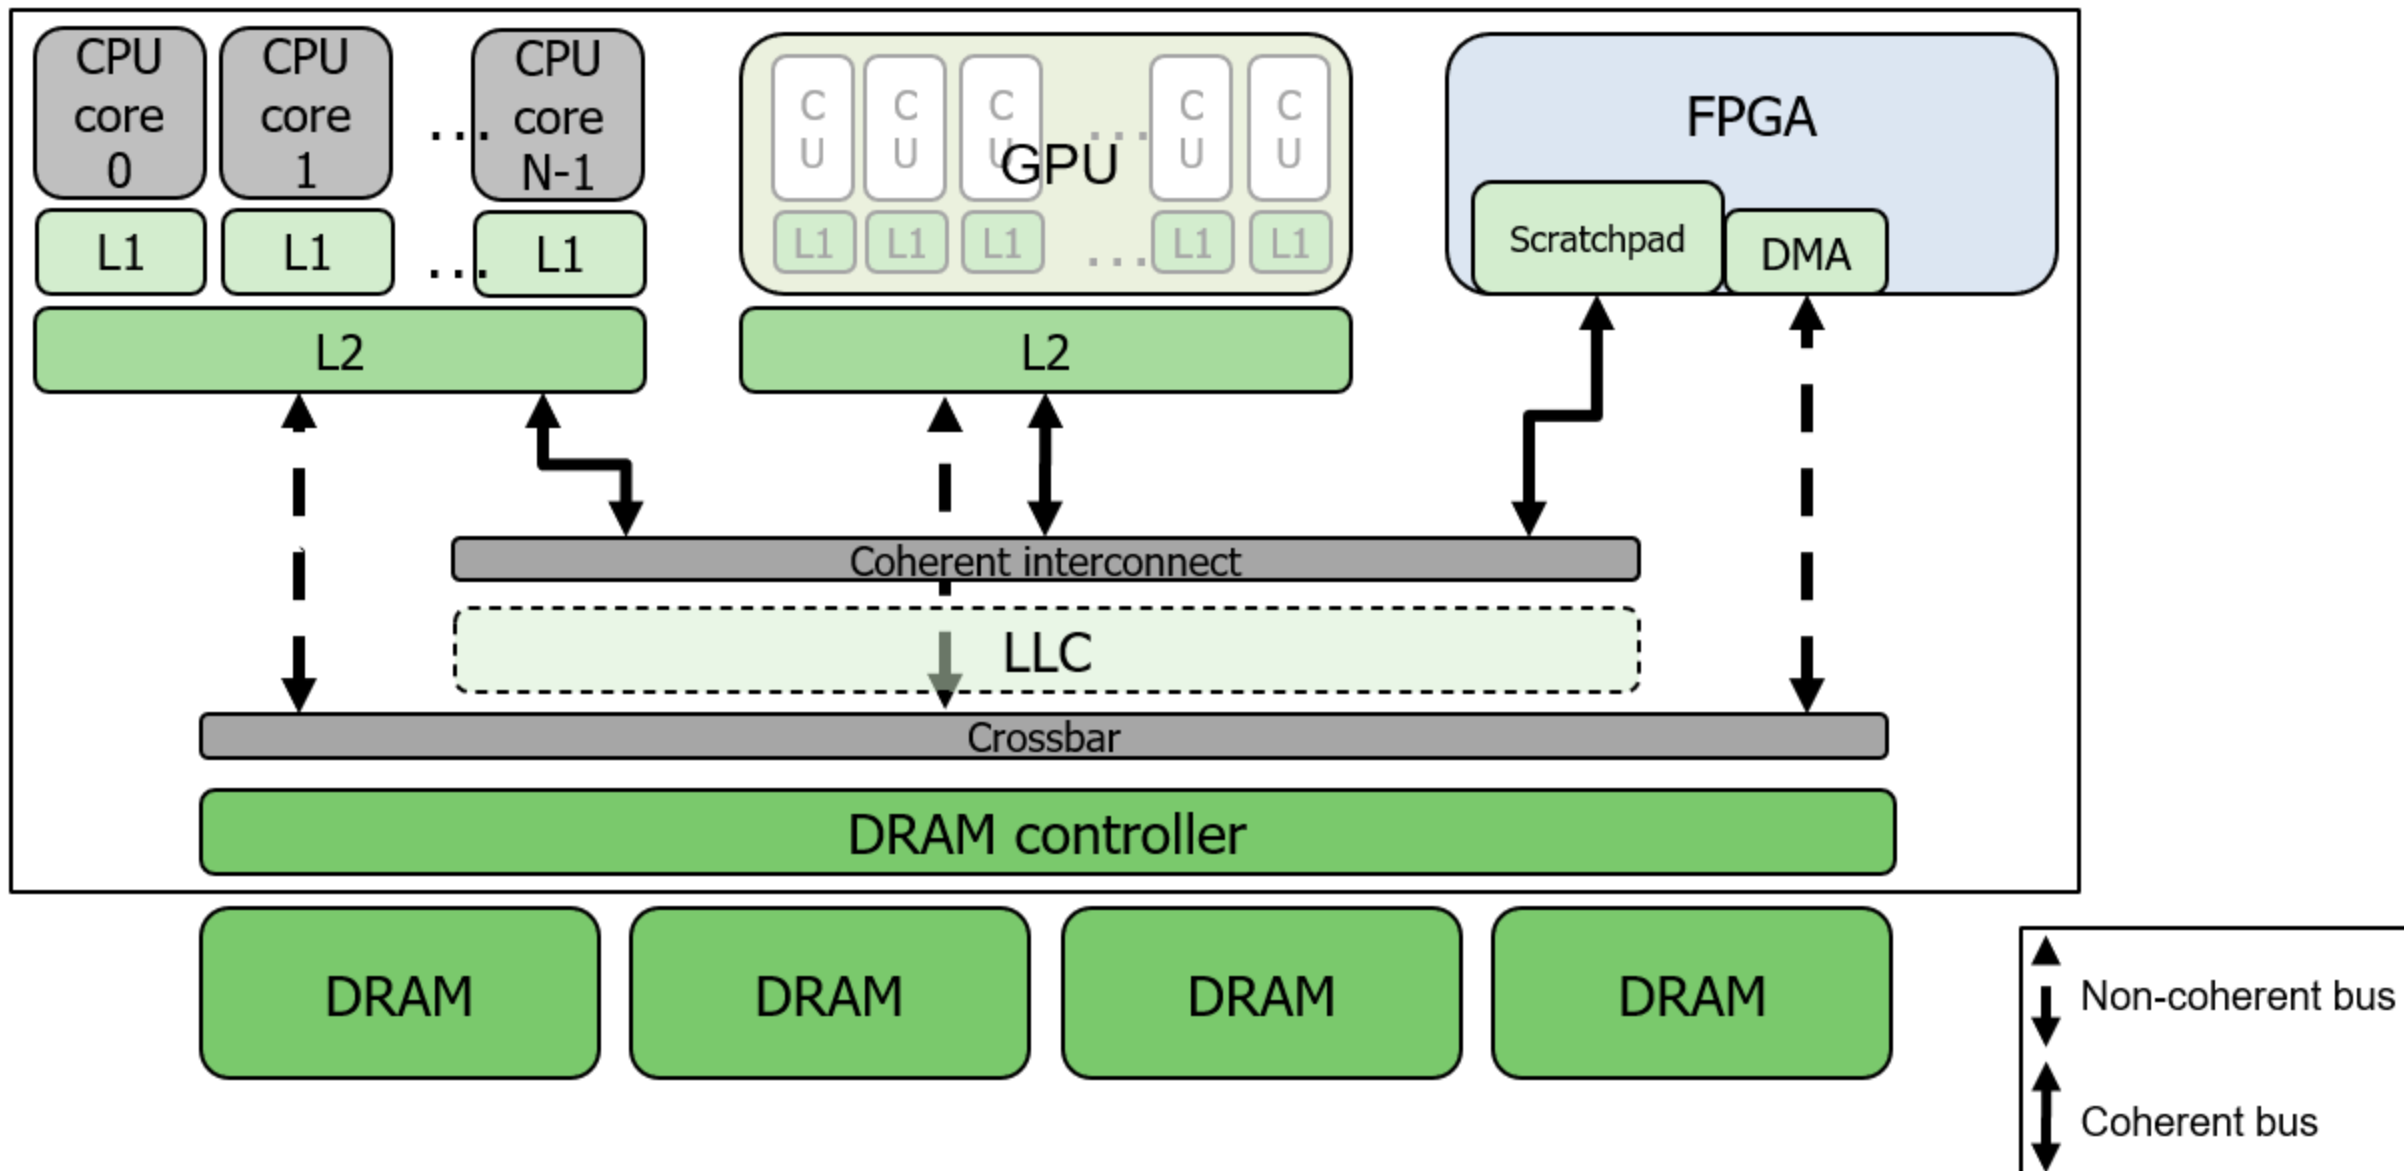 CPU
core
0
CPU
core
1
...
CPU
core
N-1
L1
L1
...
L1
L2
C
U
C
U
C
U
...
C
U
C
U
GPU
L1
L1
L1
...
L1
L1
L2
FPGA
Scratchpad
DMA
Coherent interconnect
LLC
Crossbar
DRAM controller
DRAM
DRAM
DRAM
DRAM
Non-coherent bus
Coherent bus